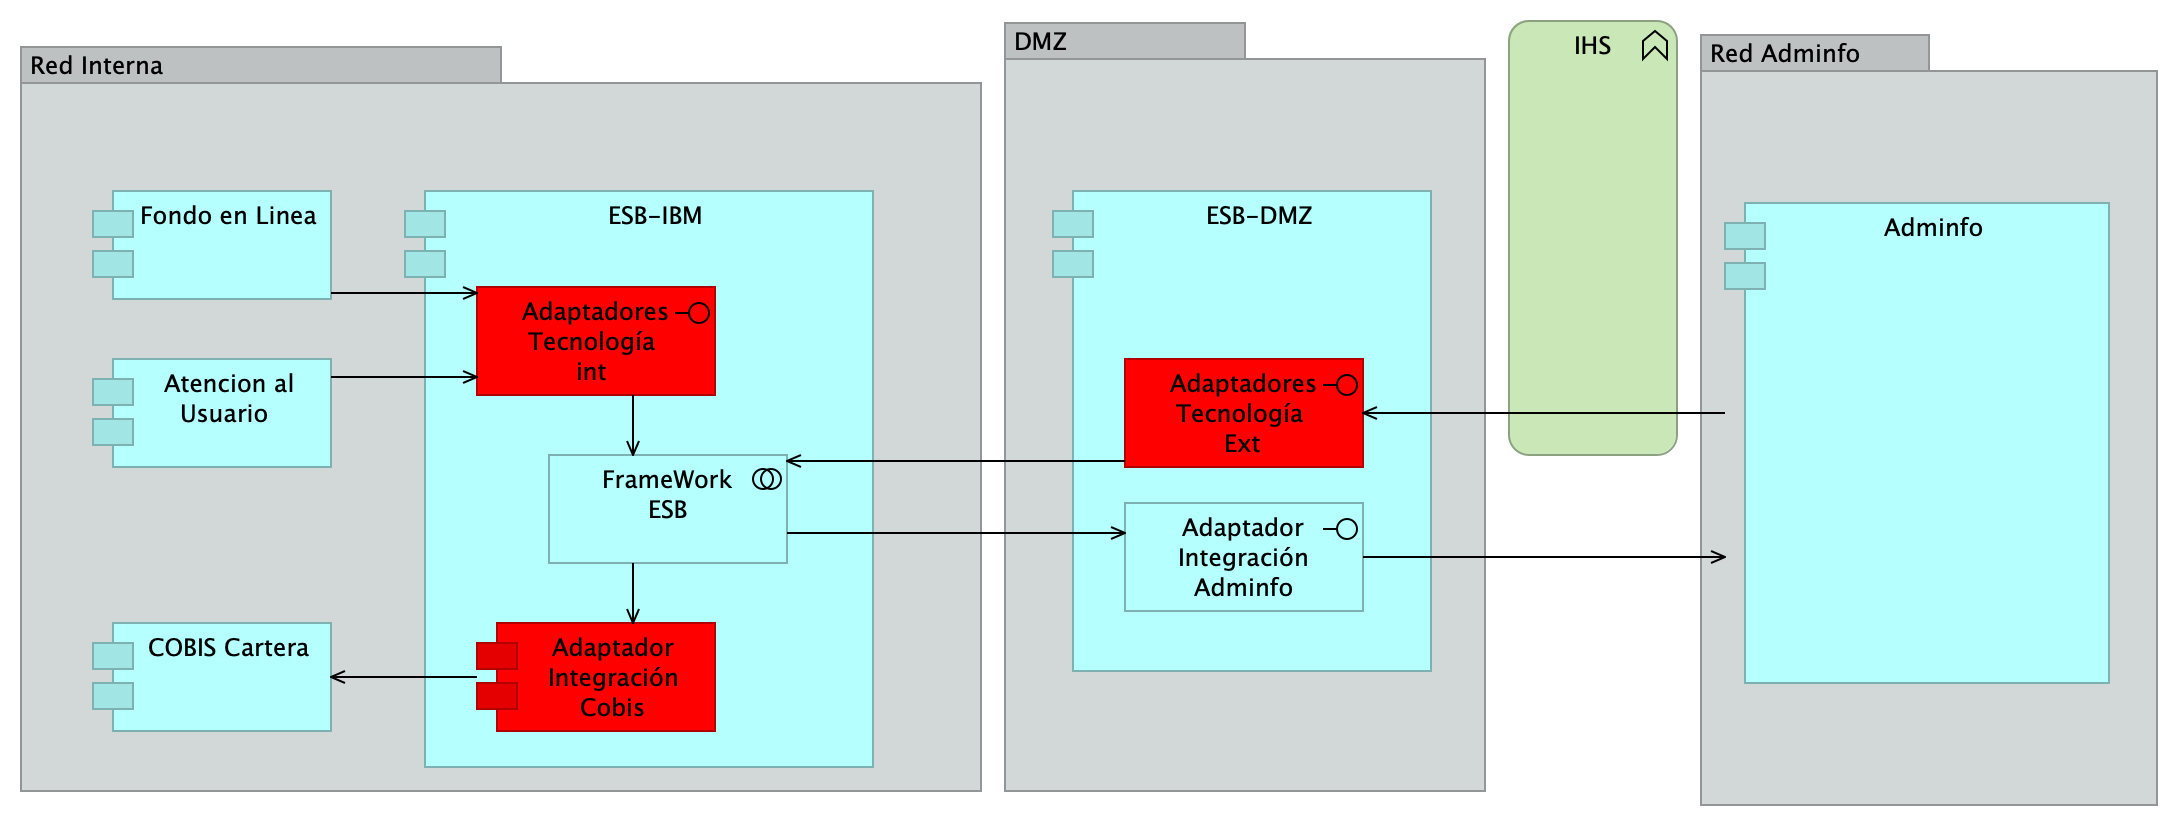 Red Interna
Fondo en Linea
Atencion al
Usuario
COBIS Cartera
ESB-IBM
Adaptadores
Tecnología
int
FrameWork
ESB
Adaptador
Integración
Cobis
DMZ
ESB-DMZ
Adaptadores
Tecnología
Ext
Adaptador
Integración
Adminfo
IHS
Red Adminfo
Adminfo